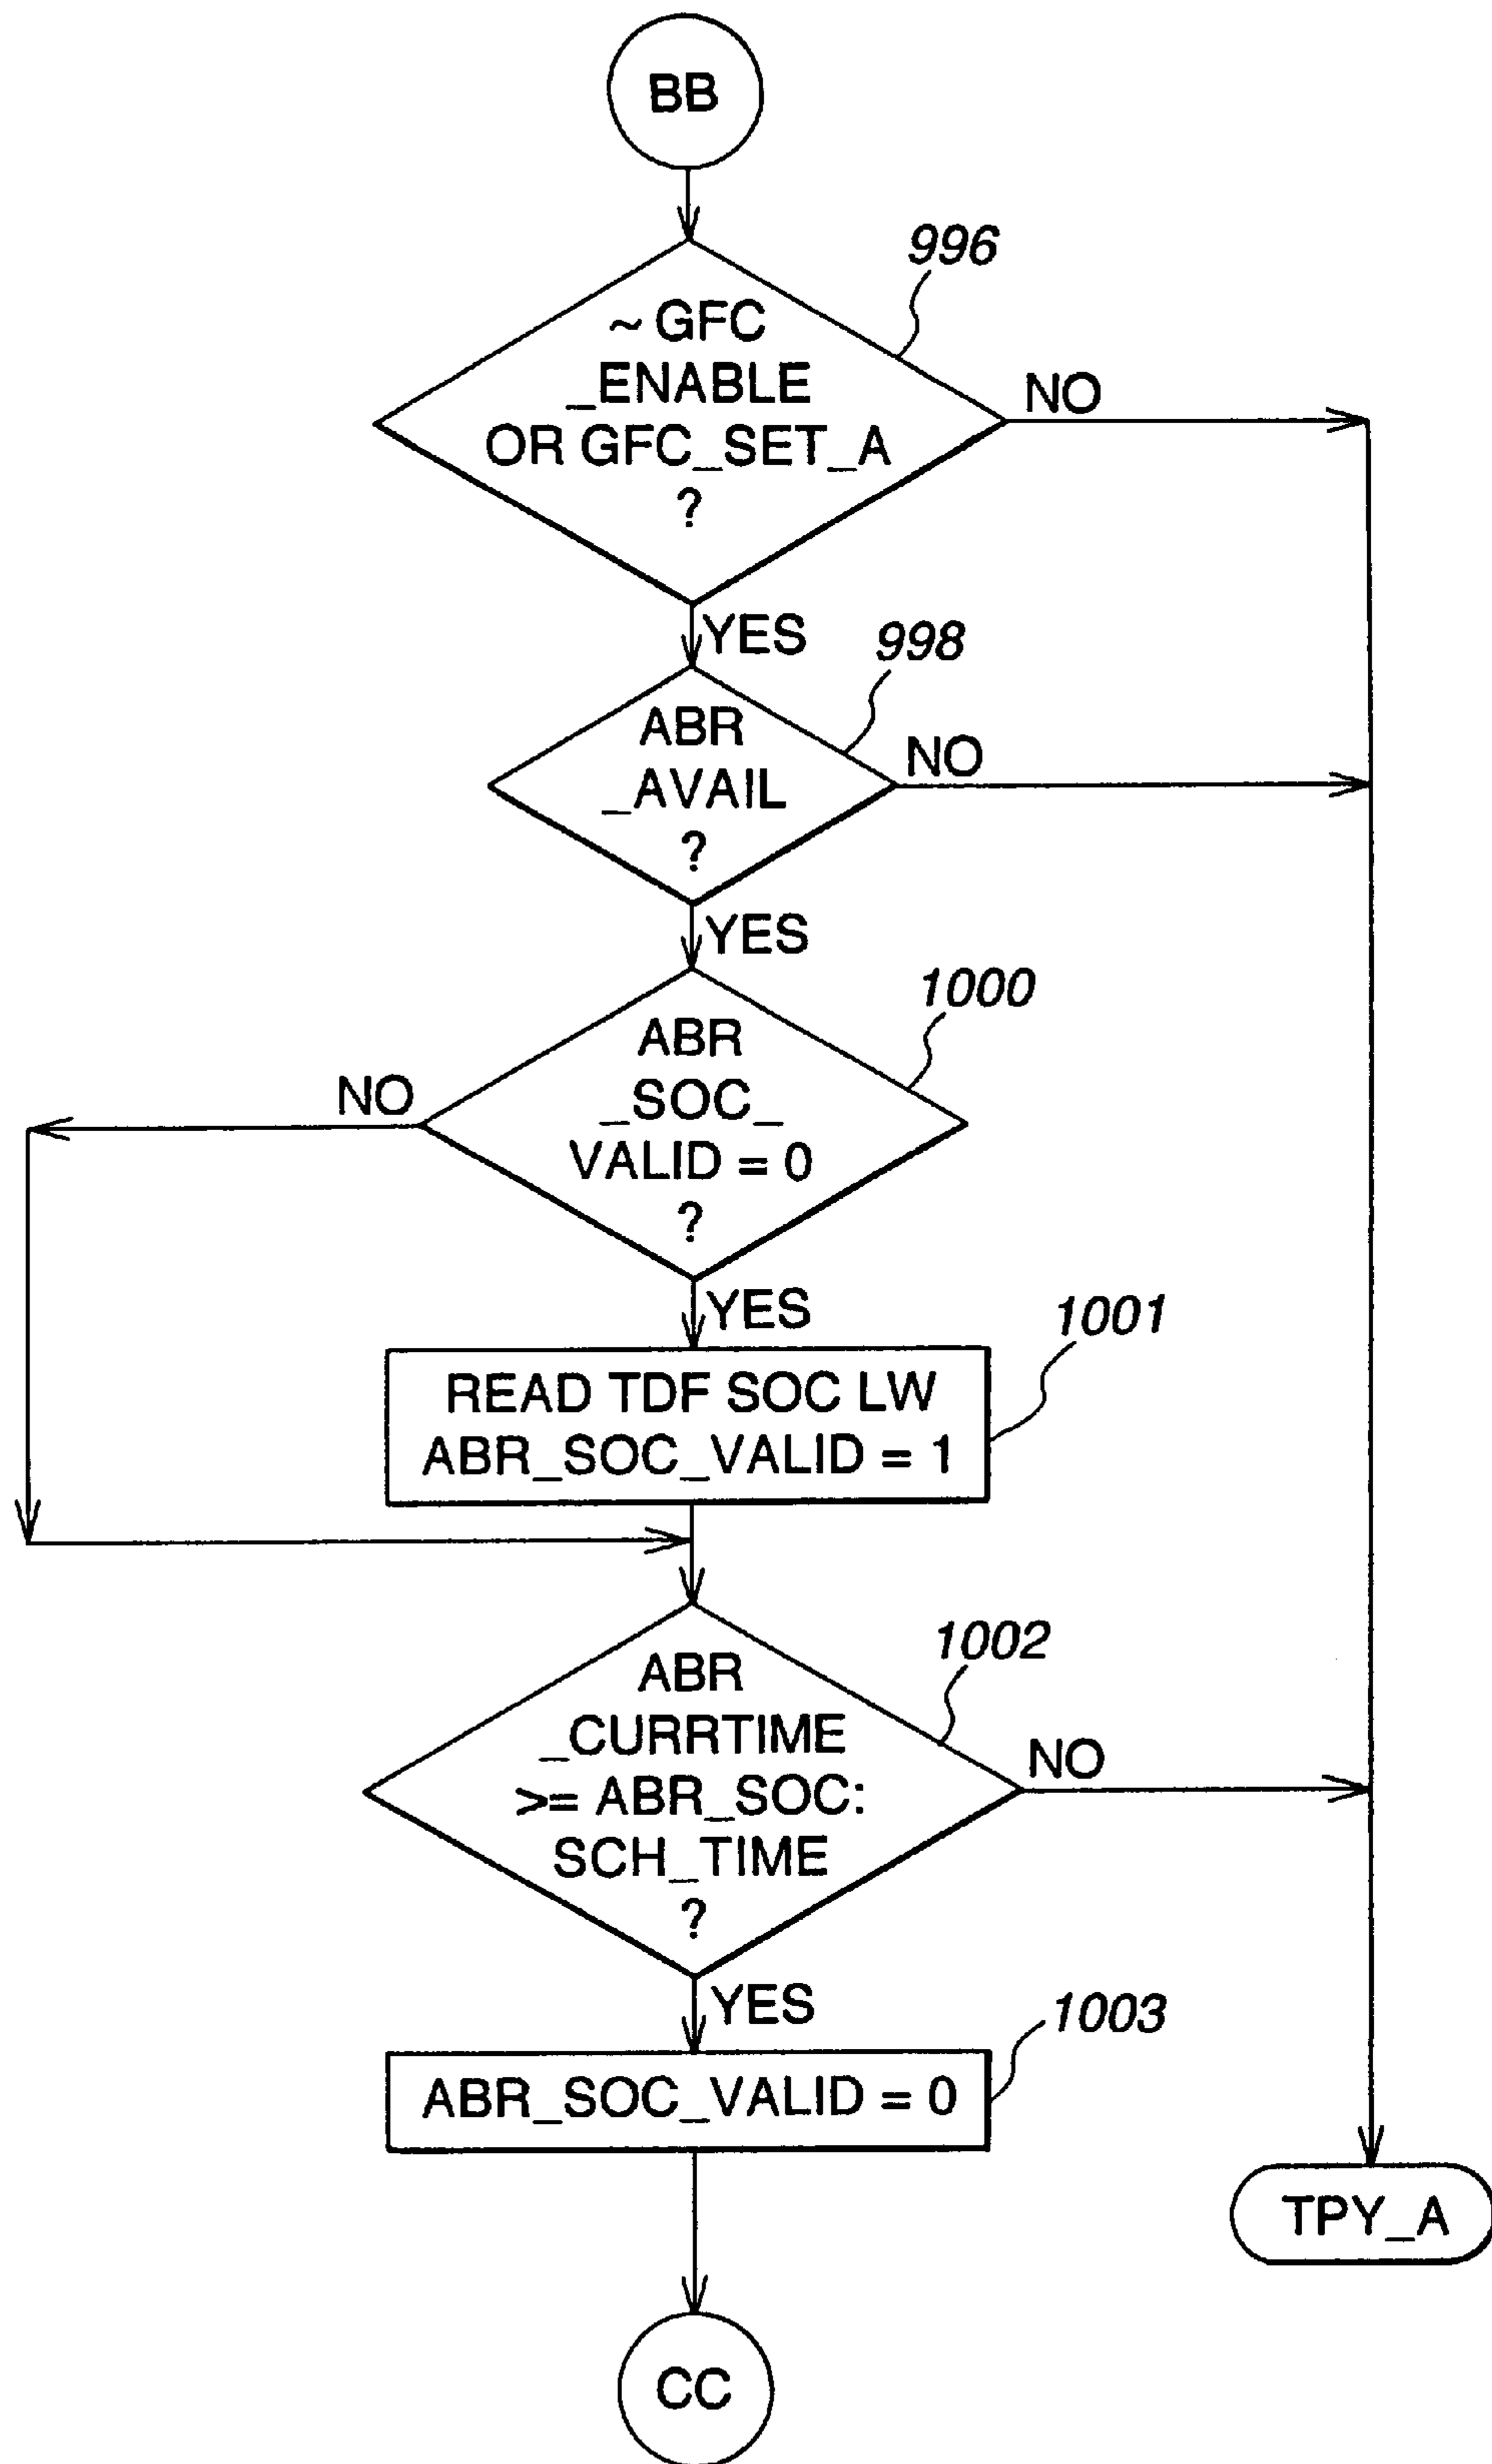 BB
996
~ GFC
_ENABLE
OR GFC_SET_A
?
NO
YES
998
ABR
_AVAIL
?
NO
YES
1000
ABR
_SOC_
VALID = 0
?
NO
YES
1001
READ TDF SOC LW
ABR_SOC_VALID = 1
1002
ABR
_CURRTIME
>= ABR_SOC:
SCH_TIME
?
NO
YES
1003
ABR_SOC_VALID = 0
TPY_A
CC